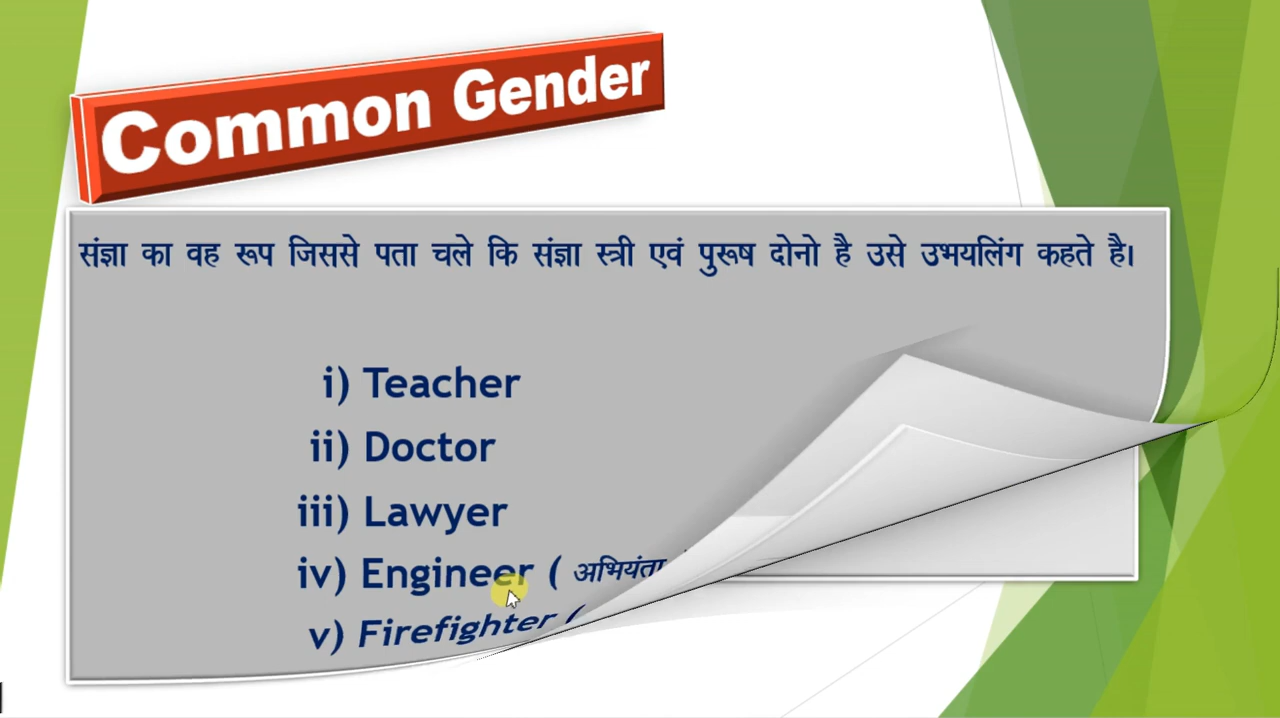 Common Gender
संज्ञा का वह रूप जिससे पता चले कि संज्ञा स्त्री एवं पुरूष दोनो है उसे उभयलिंग कहते है।
i) Teacher
ii) Doctor
iii) Lawyer
iv) Engineer ( अभियंता
v) Firefighter (